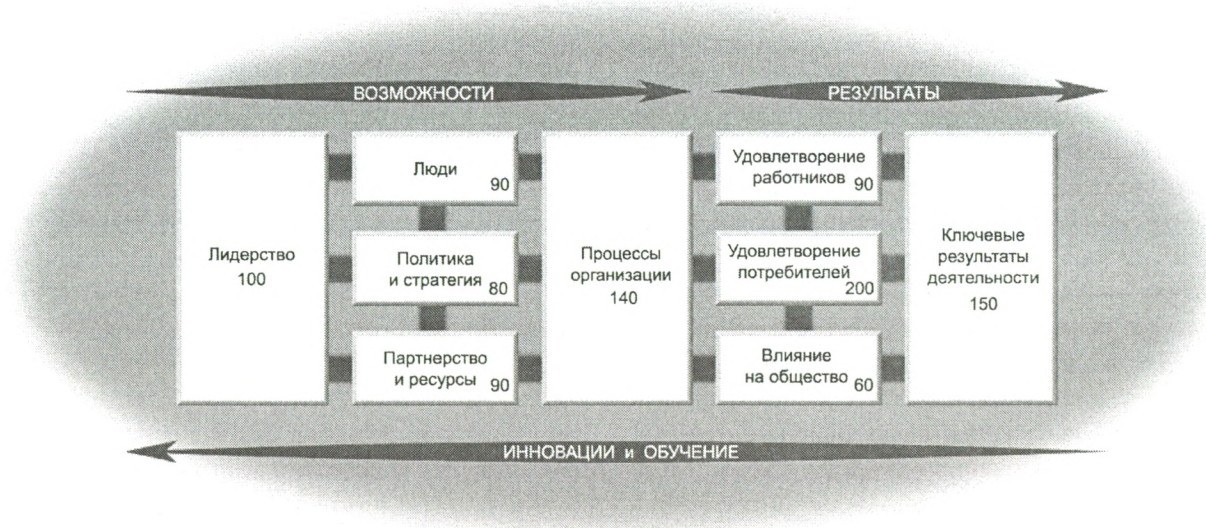 ВОЗМОЖНОСТИ
РЕЗУЛЬТАТЫ
Лидерство
100
Люди
90
Политика
и стратегия 80
Партнерство
и ресурсы 90
Процессы
организации
140
Удовлетворение
работников 90
Удовлетворение
потребителей
200
Влияние
на общество 60
Ключевые
результаты
деятельности
150
ИННОВАЦИИ и ОБУЧЕНИЕ